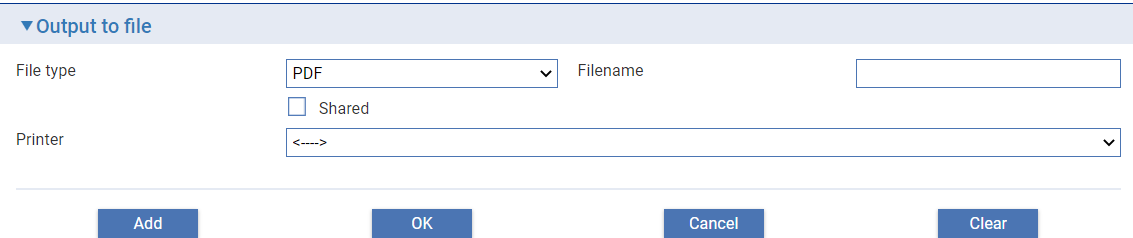 Output to file
File type PDF Filename
Shared
Printer <---->
Add OK Cancel Clear